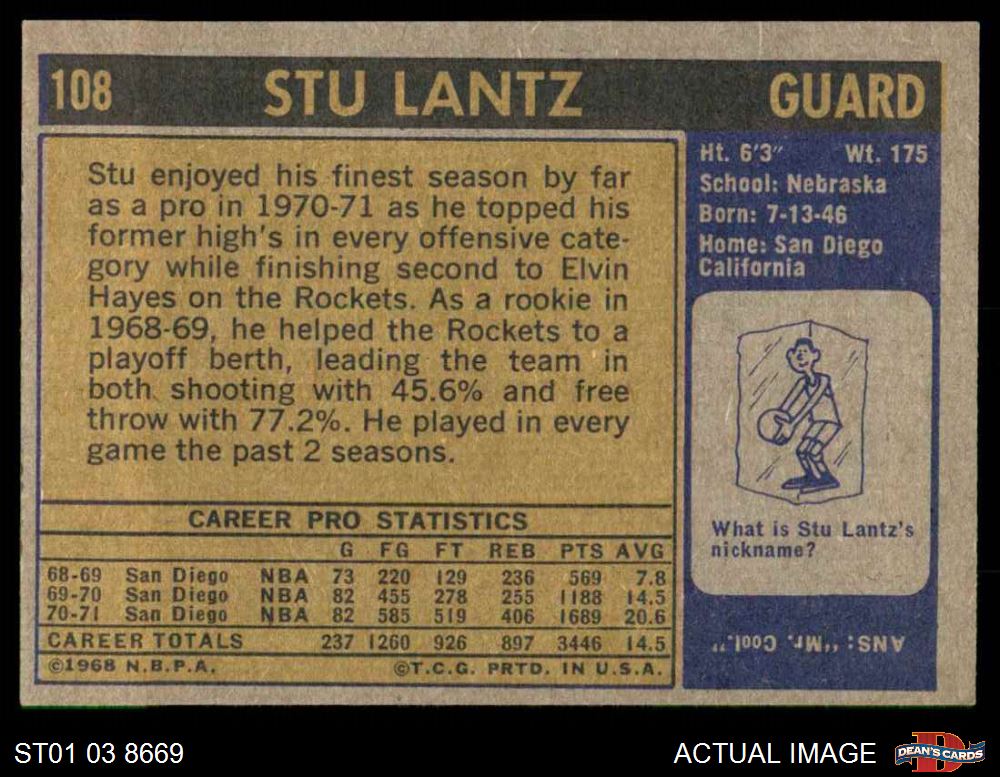 108 STU LANTZ GUARD
Stu enjoyed his finest season by far
as a pro in 1970-71 as he topped his
former high's in every offensive cate-
gory while finishing second to Elvin
Hayes on the Rockets. As a rookie in
1968-69, he helped the Rockets to a
playoff berth, leading the team in
both shooting with 45.6% and free
throw with 77.2%. He played in every
game the past 2 seasons.
Ht. 6'3" Wt. 175
School: Nebraska
Born: 7-13-46
Home: San Diego
California
What is Stu Lantz's
nickname?
ANS: "Mr. Cool."
CAREER PRO STATISTICS
G FG FT REB PTS AVG
68-69 San Diego NBA 73 220 129 236 569 7.8
69-70 San Diego NBA 82 455 278 255 1188 14.5
70-71 San Diego NBA 82 585 519 406 1689 20.6
CAREER TOTALS 237 1260 926 897 3446 14.5
©1968 N.B.P.A. ©T.C.G. PRTD. IN U.S.A.
ST01 03 8669 ACTUAL IMAGE DEAN'S CARDS